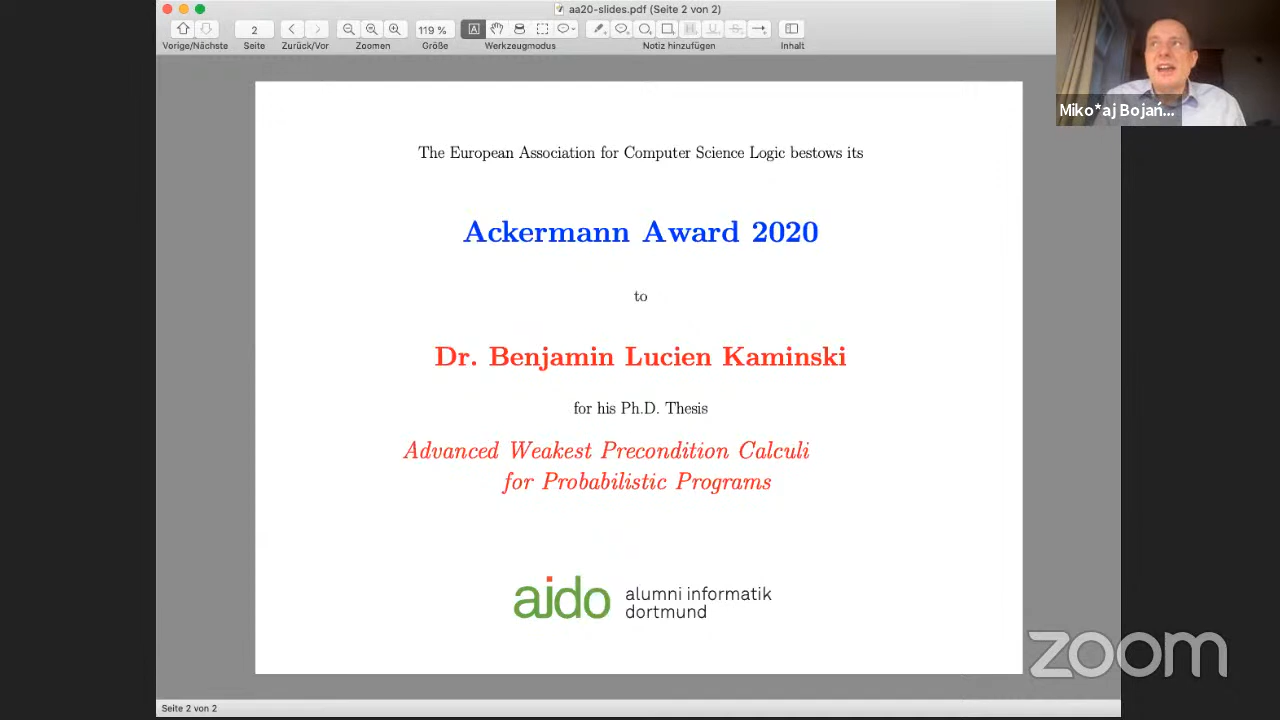 aa20-slides.pdf (Seite 2 von 2)
2
119 %
Vorige/Nächste Seite Zurück/Vor Zoomen Größe Werkzeugmodus Notiz hinzufügen Inhalt
Miko*aj Bojań...
The European Association for Computer Science Logic bestows its
Ackermann Award 2020
to
Dr. Benjamin Lucien Kaminski
for his Ph.D. Thesis
Advanced Weakest Precondition Calculi
for Probabilistic Programs
aido alumni informatik
dortmund
zoom
Seite 2 von 2